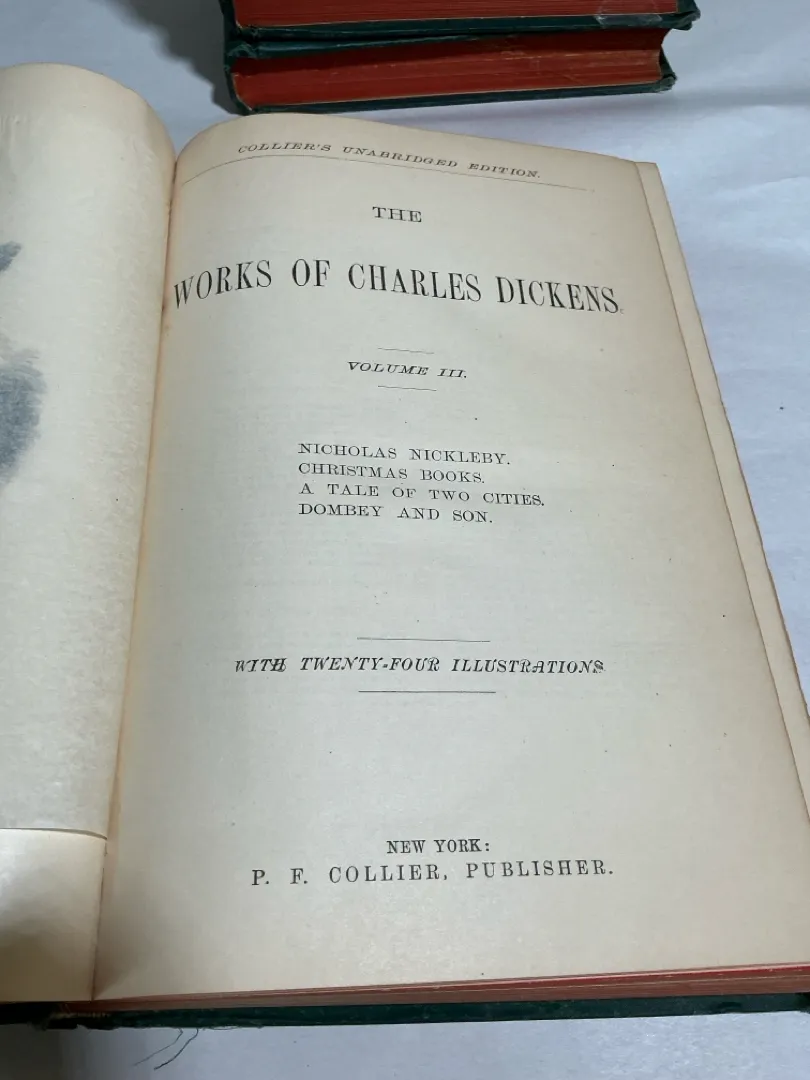 COLLIER'S UNABRIDGED EDITION.
THE
WORKS OF CHARLES DICKENS.
VOLUME III.
NICHOLAS NICKLEBY.
CHRISTMAS BOOKS.
A TALE OF TWO CITIES.
DOMBEY AND SON.
WITH TWENTY-FOUR ILLUSTRATIONS
NEW YORK:
P. F. COLLIER, PUBLISHER.